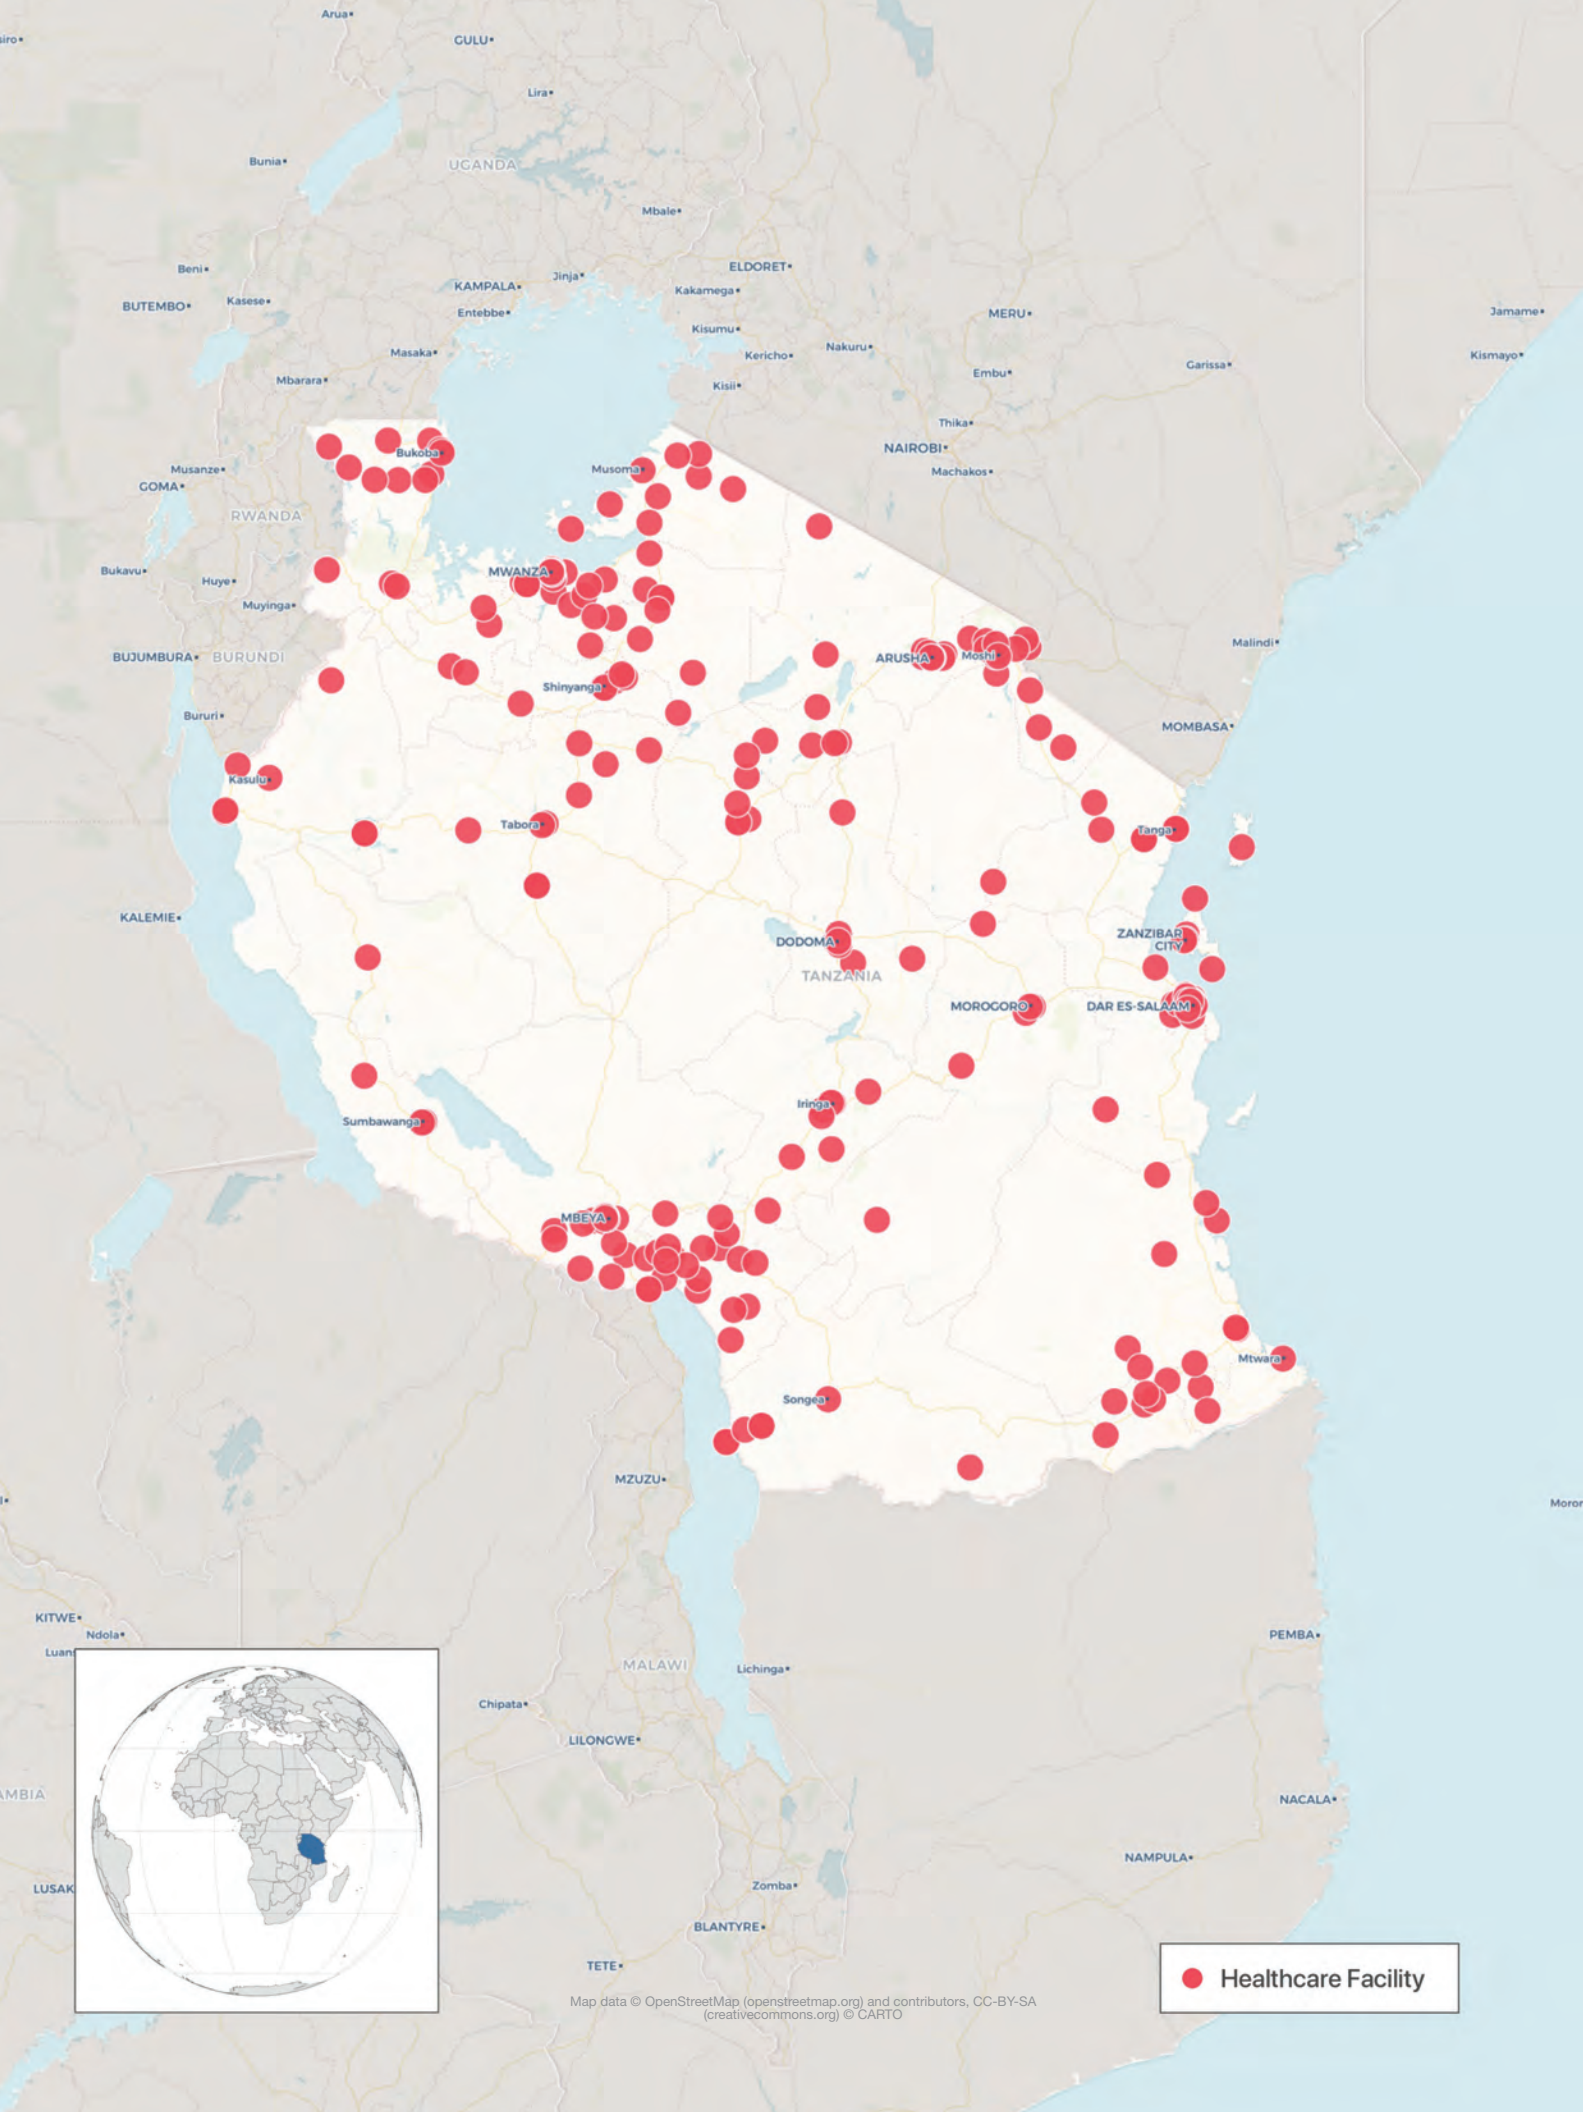 Arua
GULU
Lira
Bunia
UGANDA
Mbale
Beni
ELDORET
Jinja
KAMPALA
Kakamega
BUTEMBO
Kasese
Entebbe
MERU
Jamame
Kisumu
Masaka
Kericho
Nakuru
Kismayo
Garissa
Mbarara
Kisii
Embu
Thika
NAIROBI
Bukoba
Musanze
Musoma
Machakos
GOMA
RWANDA
Bukavu
MWANZA
Huye
Muyinga
Malindi
BUJUMBURA
BURUNDI
ARUSHA
Moshi
Shinyanga
Bururi
MOMBASA
Kasulu
Tabora
Tanga
KALEMIE
ZANZIBAR
CITY
DODOMA
TANZANIA
MOROGORO
DAR ES-SALAAM
Iringa
Sumbawanga
MBEYA
Mtwara
Songea
MZUZU
Moror
KITWE
Ndola
PEMBA
Luans
MALAWI
Lichinga
Chipata
LILONGWE
AMBIA
NACALA
NAMPULA
LUSAK
Zomba
BLANTYRE
TETE
Healthcare Facility
Map data © OpenStreetMap (openstreetmap.org) and contributors, CC-BY-SA
(creativecommons.org) © CARTO